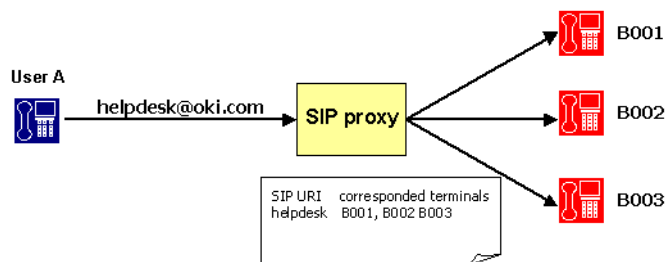 B001
User A
helpdesk@oki.com
SIP proxy
B002
SIP URI corresponded terminals
helpdesk B001, B002 B003
B003